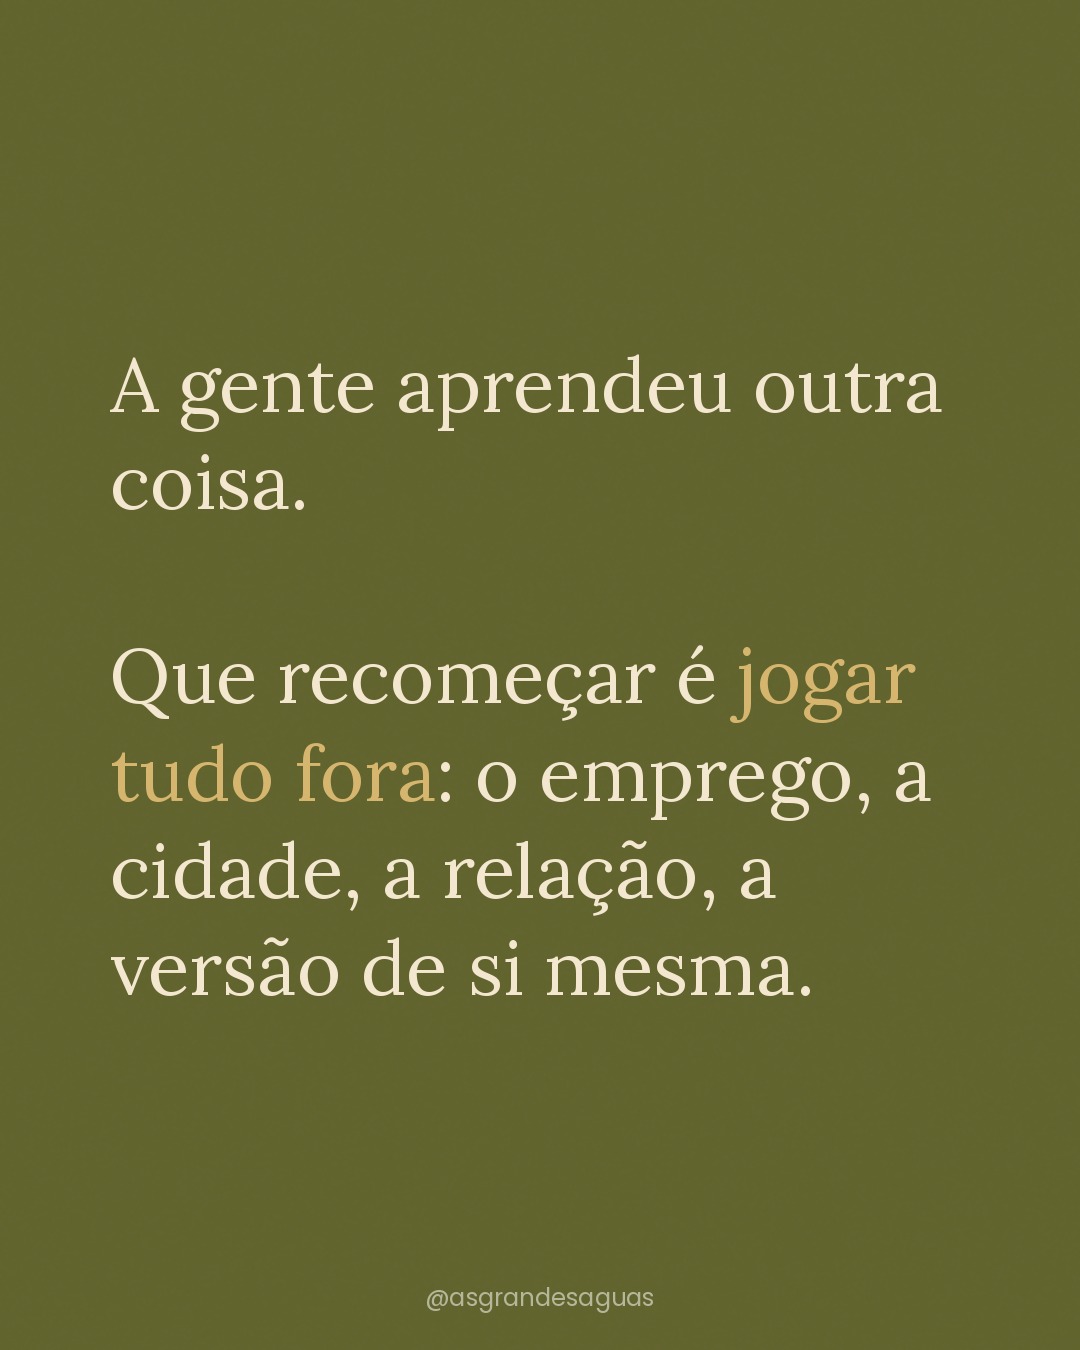 A gente aprendeu outra
coisa.
Que recomeçar é jogar
tudo fora: o emprego, a
cidade, a relação, a
versão de si mesma.
@asgrandesaguas